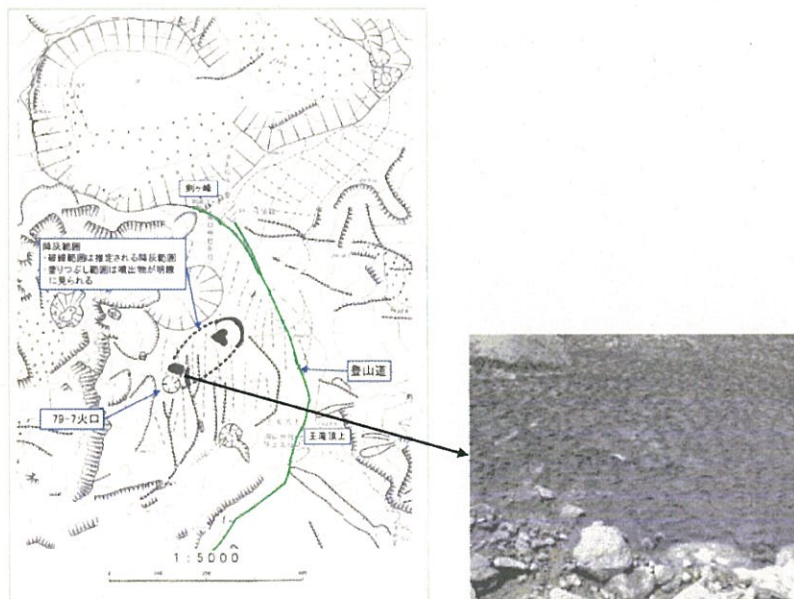 剣ヶ峰
降灰範囲
・破線範囲は推定される降灰範囲
・塗りつぶし範囲は噴出物が明瞭
に見られる
登山道
79-7火口
王滝頂上
1:5000